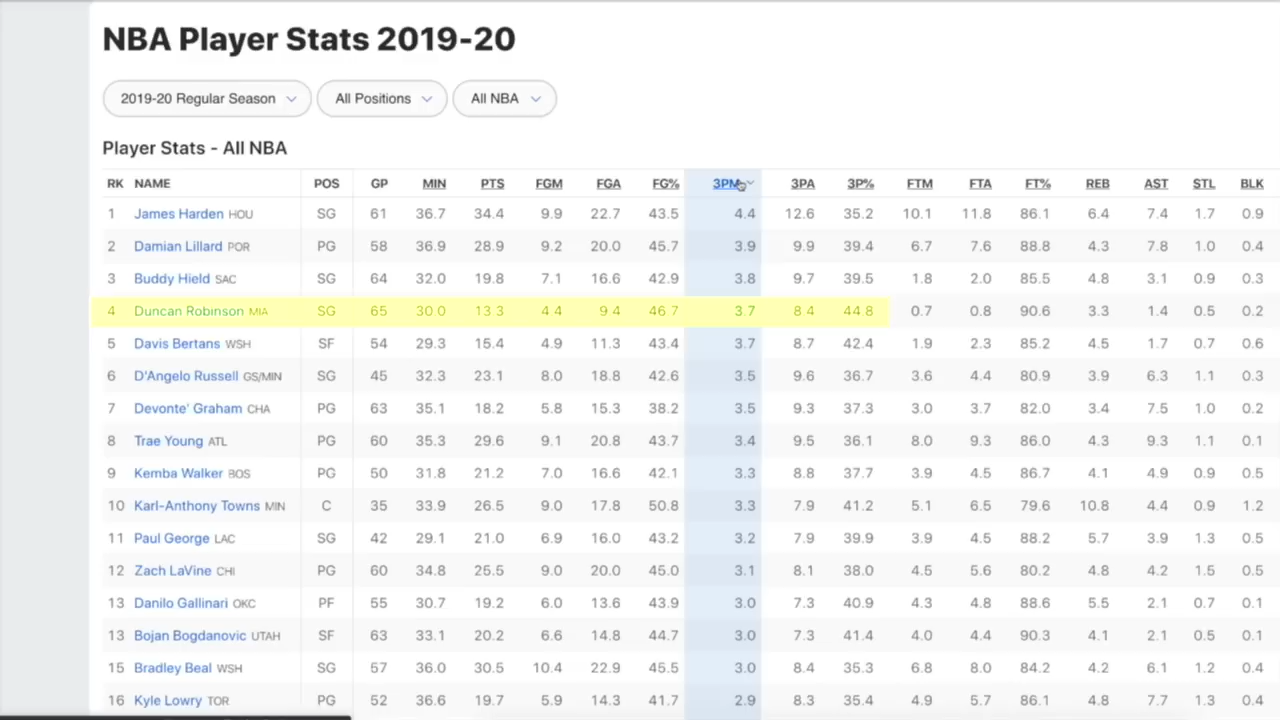 NBA Player Stats 2019-20
2019-20 Regular Season All Positions All NBA
Player Stats - All NBA
RK NAME POS GP MIN PTS FGM FGA FG% 3PM 3PA 3P% FTM FTA FT% REB AST STL BLK
1 James Harden HOU SG 61 36.7 34.4 9.9 22.7 43.5 4.4 12.6 35.2 10.1 11.8 86.1 6.4 7.4 1.7 0.9
2 Damian Lillard POR PG 58 36.9 28.9 9.2 20.0 45.7 3.9 9.9 39.4 6.7 7.6 88.8 4.3 7.8 1.0 0.4
3 Buddy Hield SAC SG 64 32.0 19.8 7.1 16.6 42.9 3.8 9.7 39.5 1.8 2.0 85.5 4.8 3.1 0.9 0.3
4 Duncan Robinson MIA SG 65 30.0 13.3 4.4 9.4 46.7 3.7 8.4 44.8 0.7 0.8 90.6 3.3 1.4 0.5 0.2
5 Davis Bertans WSH SF 54 29.3 15.4 4.9 11.3 43.4 3.7 8.7 42.4 1.9 2.3 85.2 4.5 1.7 0.7 0.6
6 D'Angelo Russell GS/MIN SG 45 32.3 23.1 8.0 18.8 42.6 3.5 9.6 36.7 3.6 4.4 80.9 3.9 6.3 1.1 0.3
7 Devonte' Graham CHA PG 63 35.1 18.2 5.8 15.3 38.2 3.5 9.3 37.3 3.0 3.7 82.0 3.4 7.5 1.0 0.2
8 Trae Young ATL PG 60 35.3 29.6 9.1 20.8 43.7 3.4 9.5 36.1 8.0 9.3 86.0 4.3 9.3 1.1 0.1
9 Kemba Walker BOS PG 50 31.8 21.2 7.0 16.6 42.1 3.3 8.8 37.7 3.9 4.5 86.7 4.1 4.9 0.9 0.5
10 Karl-Anthony Towns MIN C 35 33.9 26.5 9.0 17.8 50.8 3.3 7.9 41.2 5.1 6.5 79.6 10.8 4.4 0.9 1.2
11 Paul George LAC SG 42 29.1 21.0 6.9 16.0 43.2 3.2 7.9 39.9 3.9 4.5 88.2 5.7 3.9 1.3 0.5
12 Zach LaVine CHI PG 60 34.8 25.5 9.0 20.0 45.0 3.1 8.1 38.0 4.5 5.6 80.2 4.8 4.2 1.5 0.5
13 Danilo Gallinari OKC PF 55 30.7 19.2 6.0 13.6 43.9 3.0 7.3 40.9 4.3 4.8 88.6 5.5 2.1 0.7 0.1
13 Bojan Bogdanovic UTAH SF 63 33.1 20.2 6.6 14.8 44.7 3.0 7.3 41.4 4.0 4.4 90.3 4.1 2.1 0.5 0.1
15 Bradley Beal WSH SG 57 36.0 30.5 10.4 22.9 45.5 3.0 8.4 35.3 6.8 8.0 84.2 4.2 6.1 1.2 0.4
16 Kyle Lowry TOR PG 52 36.6 19.7 5.9 14.3 41.7 2.9 8.3 35.4 4.9 5.7 86.1 4.8 7.7 1.3 0.4